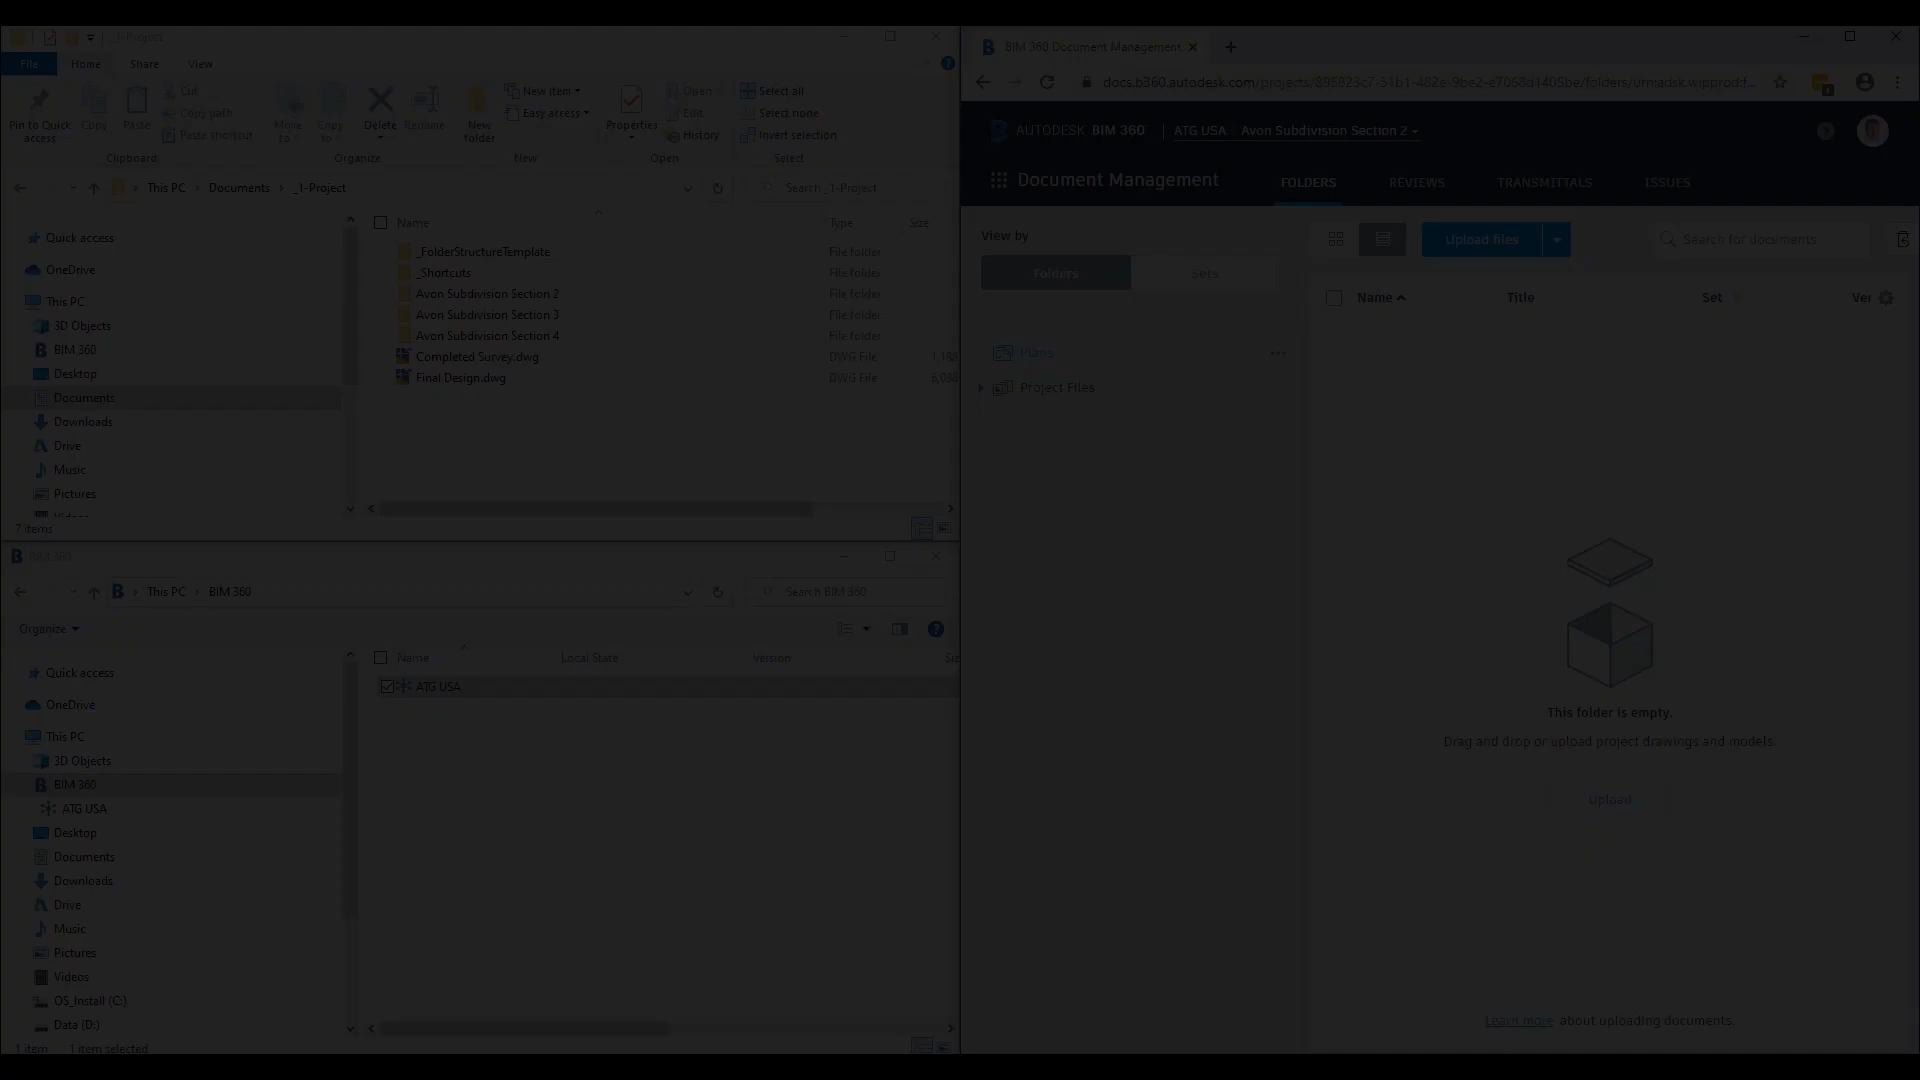 _1-Project
File Home Share View
Pin to Quick access
Copy
Paste
Cut
Copy path
Paste shortcut
Clipboard
Move to
Copy to
Delete
Rename
Organize
New folder
New item
Easy access
New
Properties
Open
Edit
History
Open
Select all
Select none
Invert selection
Select
This PC Documents _1-Project
Search _1-Project
Quick access
OneDrive
This PC
3D Objects
BIM 360
Desktop
Documents
Downloads
Drive
Music
Pictures
Videos
Name Type Size
_FolderStructureTemplate File folder
_Shortcuts File folder
Avon Subdivision Section 2 File folder
Avon Subdivision Section 3 File folder
Avon Subdivision Section 4 File folder
Completed Survey.dwg DWG File
Final Design.dwg DWG File
7 items
BIM 360
This PC BIM 360
Search BIM 360
Organize
Quick access
OneDrive
This PC
3D Objects
BIM 360
ATG USA
Desktop
Documents
Downloads
Drive
Music
Pictures
Videos
OS_Install (C:)
Data (D:)
Name Local State Version
ATG USA
1 item 1 item selected
BIM 360 Document Management
AUTODESK BIM 360 ATG USA Avon Subdivision Section 2
Document Management FOLDERS REVIEWS TRANSMITTALS ISSUES
View by
Folders Sets
Plans
Project Files
Upload files
Search for documents
Name Title Set Ver
This folder is empty.
Drag and drop or upload project drawings and models.
Upload
Learn more about uploading documents.